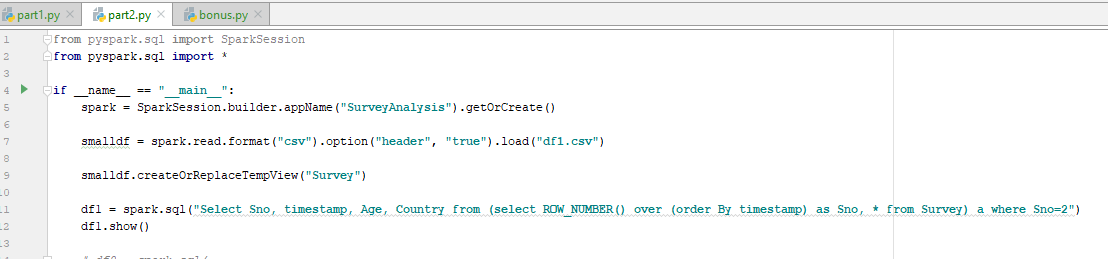 part1.py part2.py bonus.py
1 from pyspark.sql import SparkSession
2 from pyspark.sql import *
3
4 if __name__ == "__main__":
5 spark = SparkSession.builder.appName("SurveyAnalysis").getOrCreate()
6
7 smalldf = spark.read.format("csv").option("header", "true").load("df1.csv")
8
9 smalldf.createOrReplaceTempView("Survey")
10
11 df1 = spark.sql("Select Sno, timestamp, Age, Country from (select ROW_NUMBER() over (order By timestamp) as Sno, * from Survey) a where Sno=2")
12 df1.show()
13